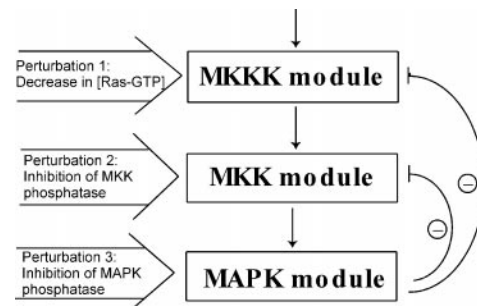 Perturbation 1:
Decrease in [Ras-GTP]
MKKK module
Perturbation 2:
Inhibition of MKK
phosphatase
MKK module
Perturbation 3:
Inhibition of MAPK
phosphatase
MAPK module
−
−